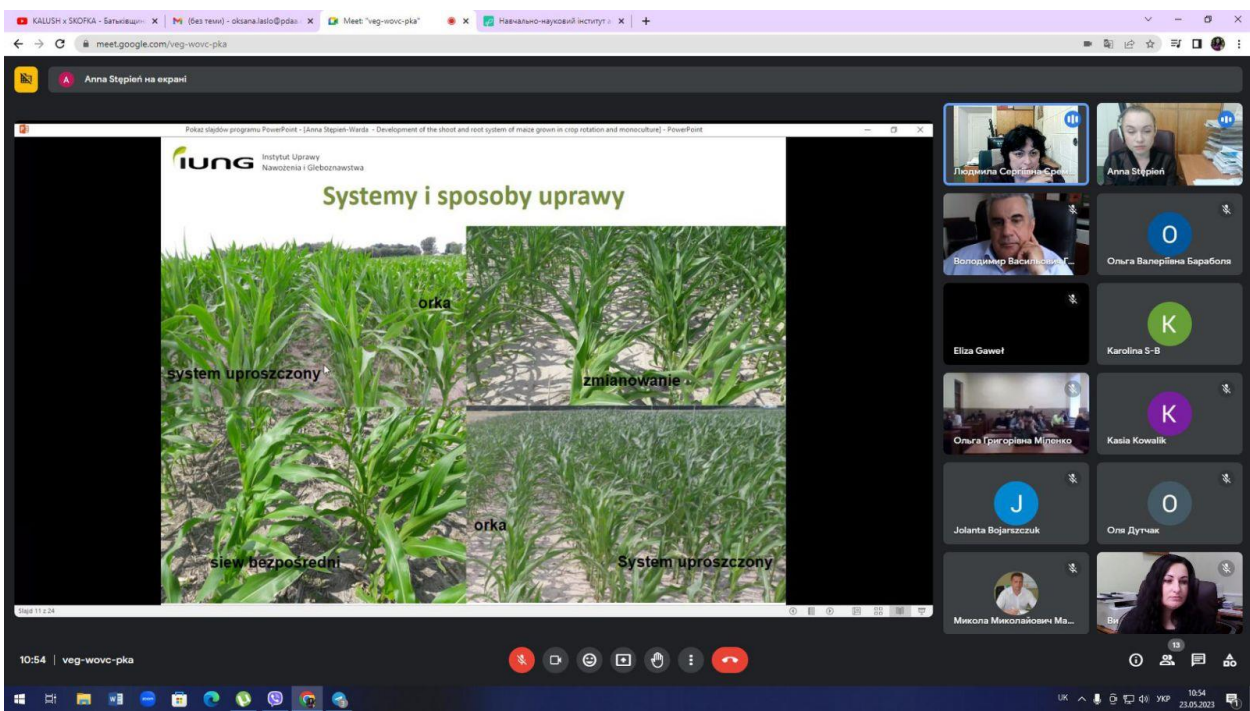 KALUSH x SKOFKA - Батьківщин
(без теми) - oksana.laslo@pdaa
Meet: "veg-wovc-pka"
Навчально-науковий інститут а
meet.google.com/veg-wovc-pka
A
Anna Stępień на екрані
Pokaz slajdów programu PowerPoint - [Anna Stępień-Warda - Development of the shoot and root system of maize grown in crop rotation and monoculture] - PowerPoint
IUNG
Instytut Uprawy
Nawożenia i Gleboznawstwa
Systemy i sposoby uprawy
orka
system uproszczony
zmianowanie
orka
siew bezpośredni
System uproszczony
Slajd 11 z 24
Людмила Сергіївна Єрем...
Anna Stępień
Володимир Васильович Г...
О
Ольга Валеріївна Бараболя
Eliza Gaweł
K
Karolina S-B
Ольга Григорівна Міленко
K
Kasia Kowalik
J
Jolanta Bojarszczuk
О
Оля Дутчак
Микола Миколайович Ма...
Ви
10:54 | veg-wovc-pka
13
UK
УКР
10:54
23.05.2023